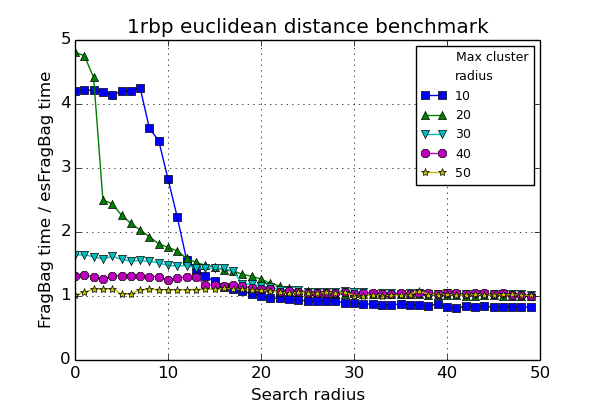 1rbp euclidean distance benchmark
FragBag time / esFragBag time
5
4
3
2
1
0
Max cluster
radius
10
20
30
40
50
0 10 20 30 40 50
Search radius